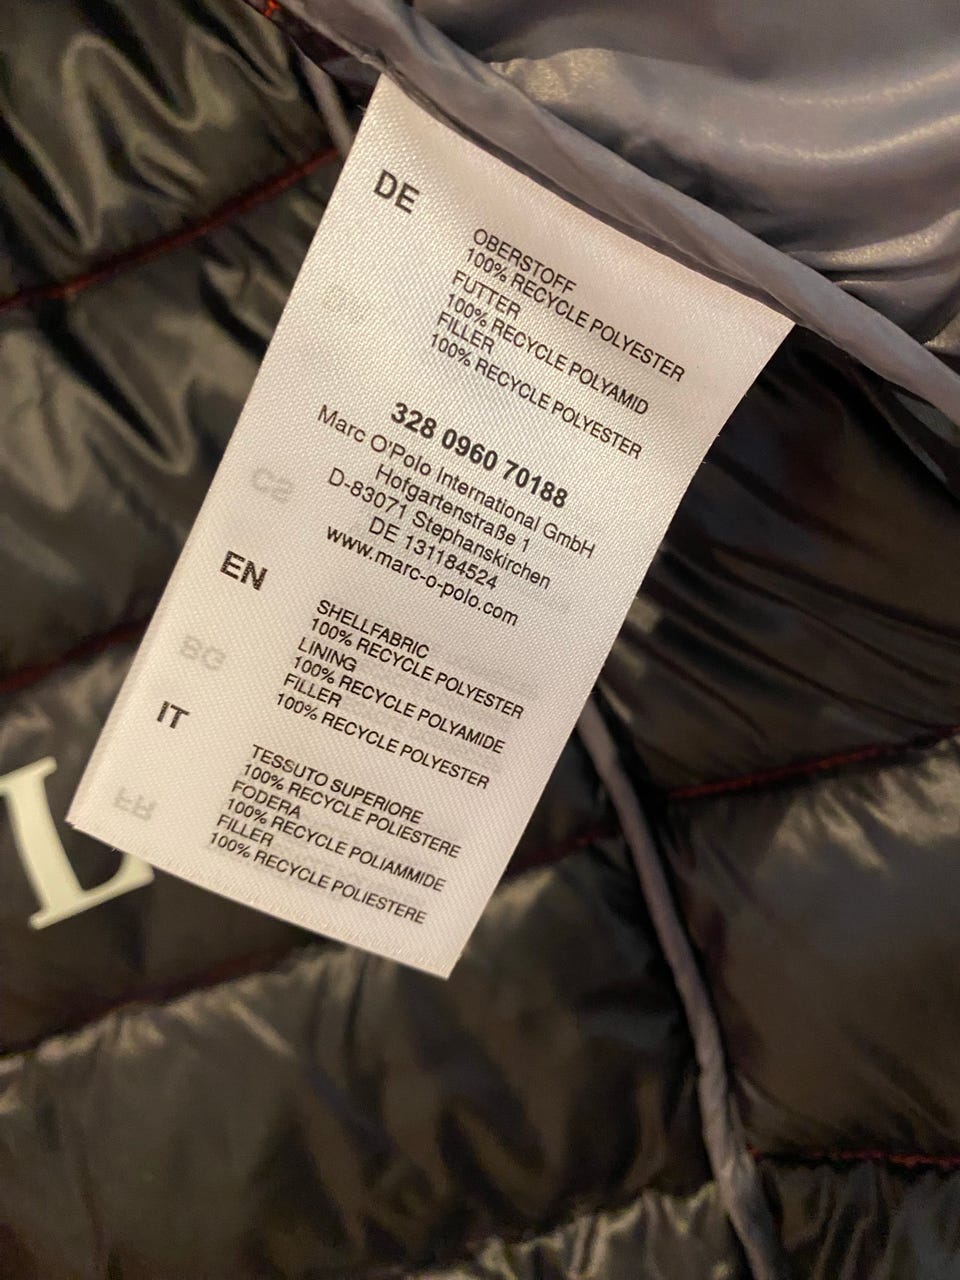 DE
OBERSTOFF
100% RECYCLE POLYESTER
FUTTER
100% RECYCLE POLYAMID
FILLER
100% RECYCLE POLYESTER
328 0960 70188
Marc O'Polo International GmbH
Hofgartenstraße 1
D-83071 Stephanskirchen
DE 131184524
www.marc-o-polo.com
EN
SHELLFABRIC
100% RECYCLE POLYESTER
LINING
100% RECYCLE POLYAMIDE
FILLER
100% RECYCLE POLYESTER
IT
TESSUTO SUPERIORE
100% RECYCLE POLIESTERE
FODERA
100% RECYCLE POLIAMMIDE
FILLER
100% RECYCLE POLIESTERE
CZ
BG
FR
L